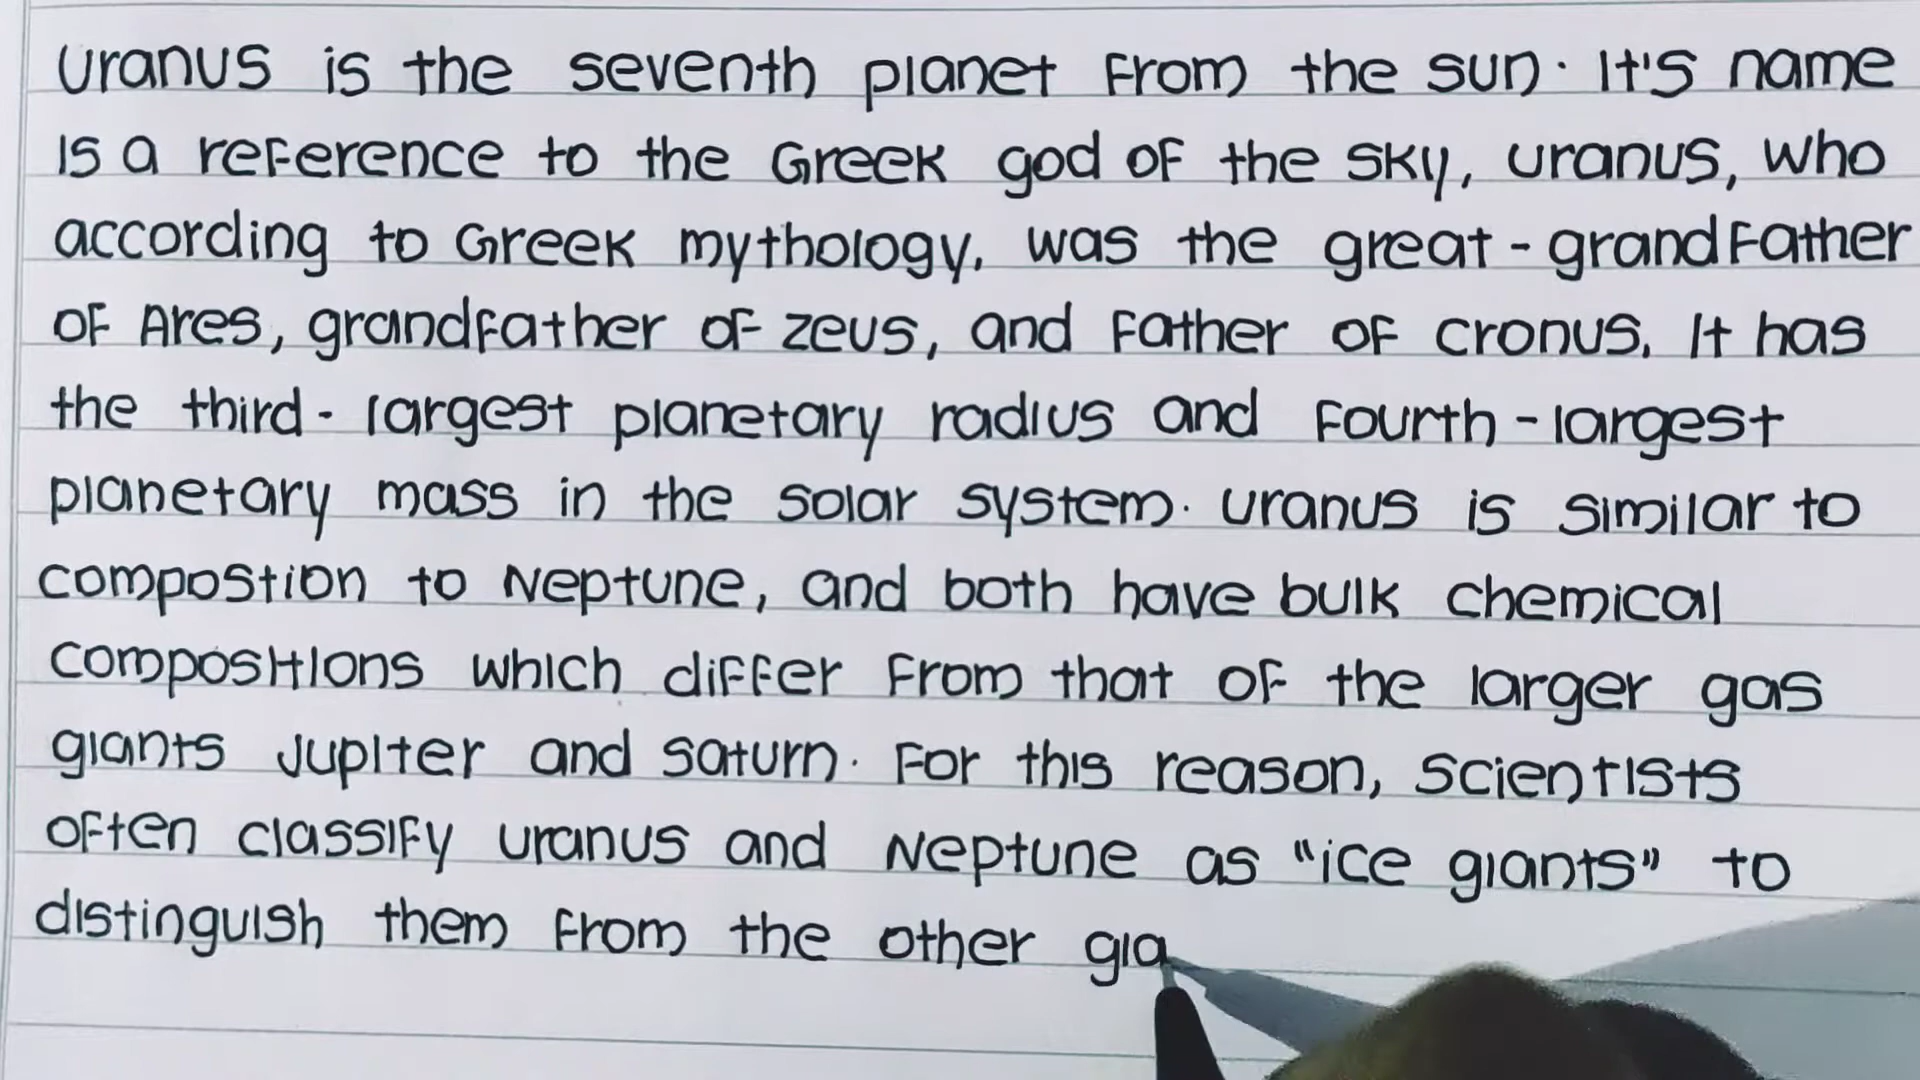 Uranus is the seventh planet from the sun. It's name
is a reference to the Greek god of the sky, Uranus, who
according to Greek mythology, was the great-grandfather
of Ares, grandfather of Zeus, and father of Cronus. It has
the third-largest planetary radius and fourth-largest
planetary mass in the solar system. Uranus is similar to
compostion to Neptune, and both have bulk chemical
compositions which differ from that of the larger gas
giants Jupiter and Saturn. For this reason, scientists
often classify Uranus and Neptune as "ice giants" to
distinguish them from the other gia